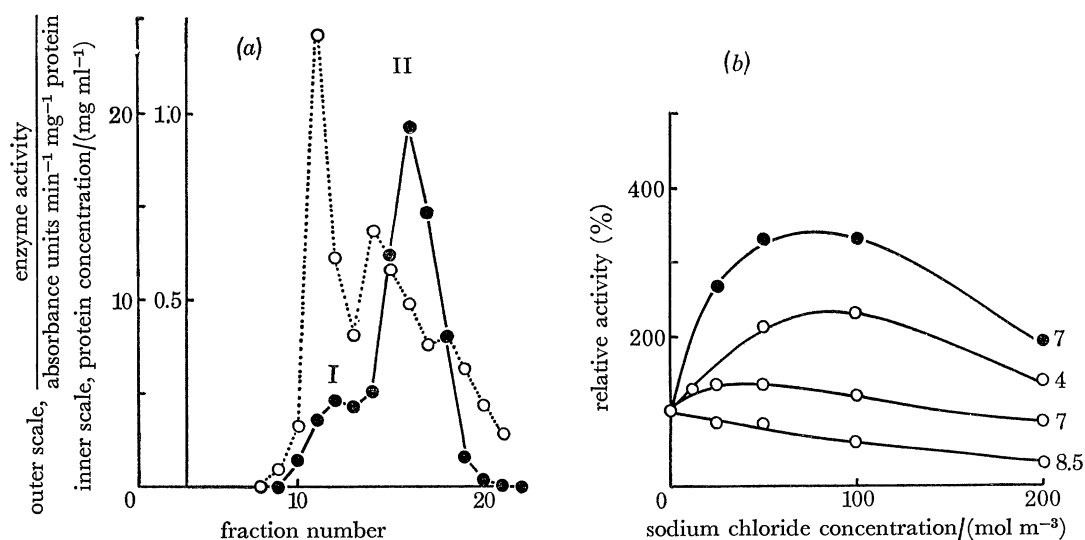 (a)
II
I
outer scale, enzyme activity / absorbance units min⁻¹ mg⁻¹ protein
inner scale, protein concentration/(mg ml⁻¹)
20
1.0
10
0.5
0
10
20
fraction number
(b)
relative activity (%)
400
200
7
4
7
8.5
0
100
200
sodium chloride concentration/(mol m⁻³)